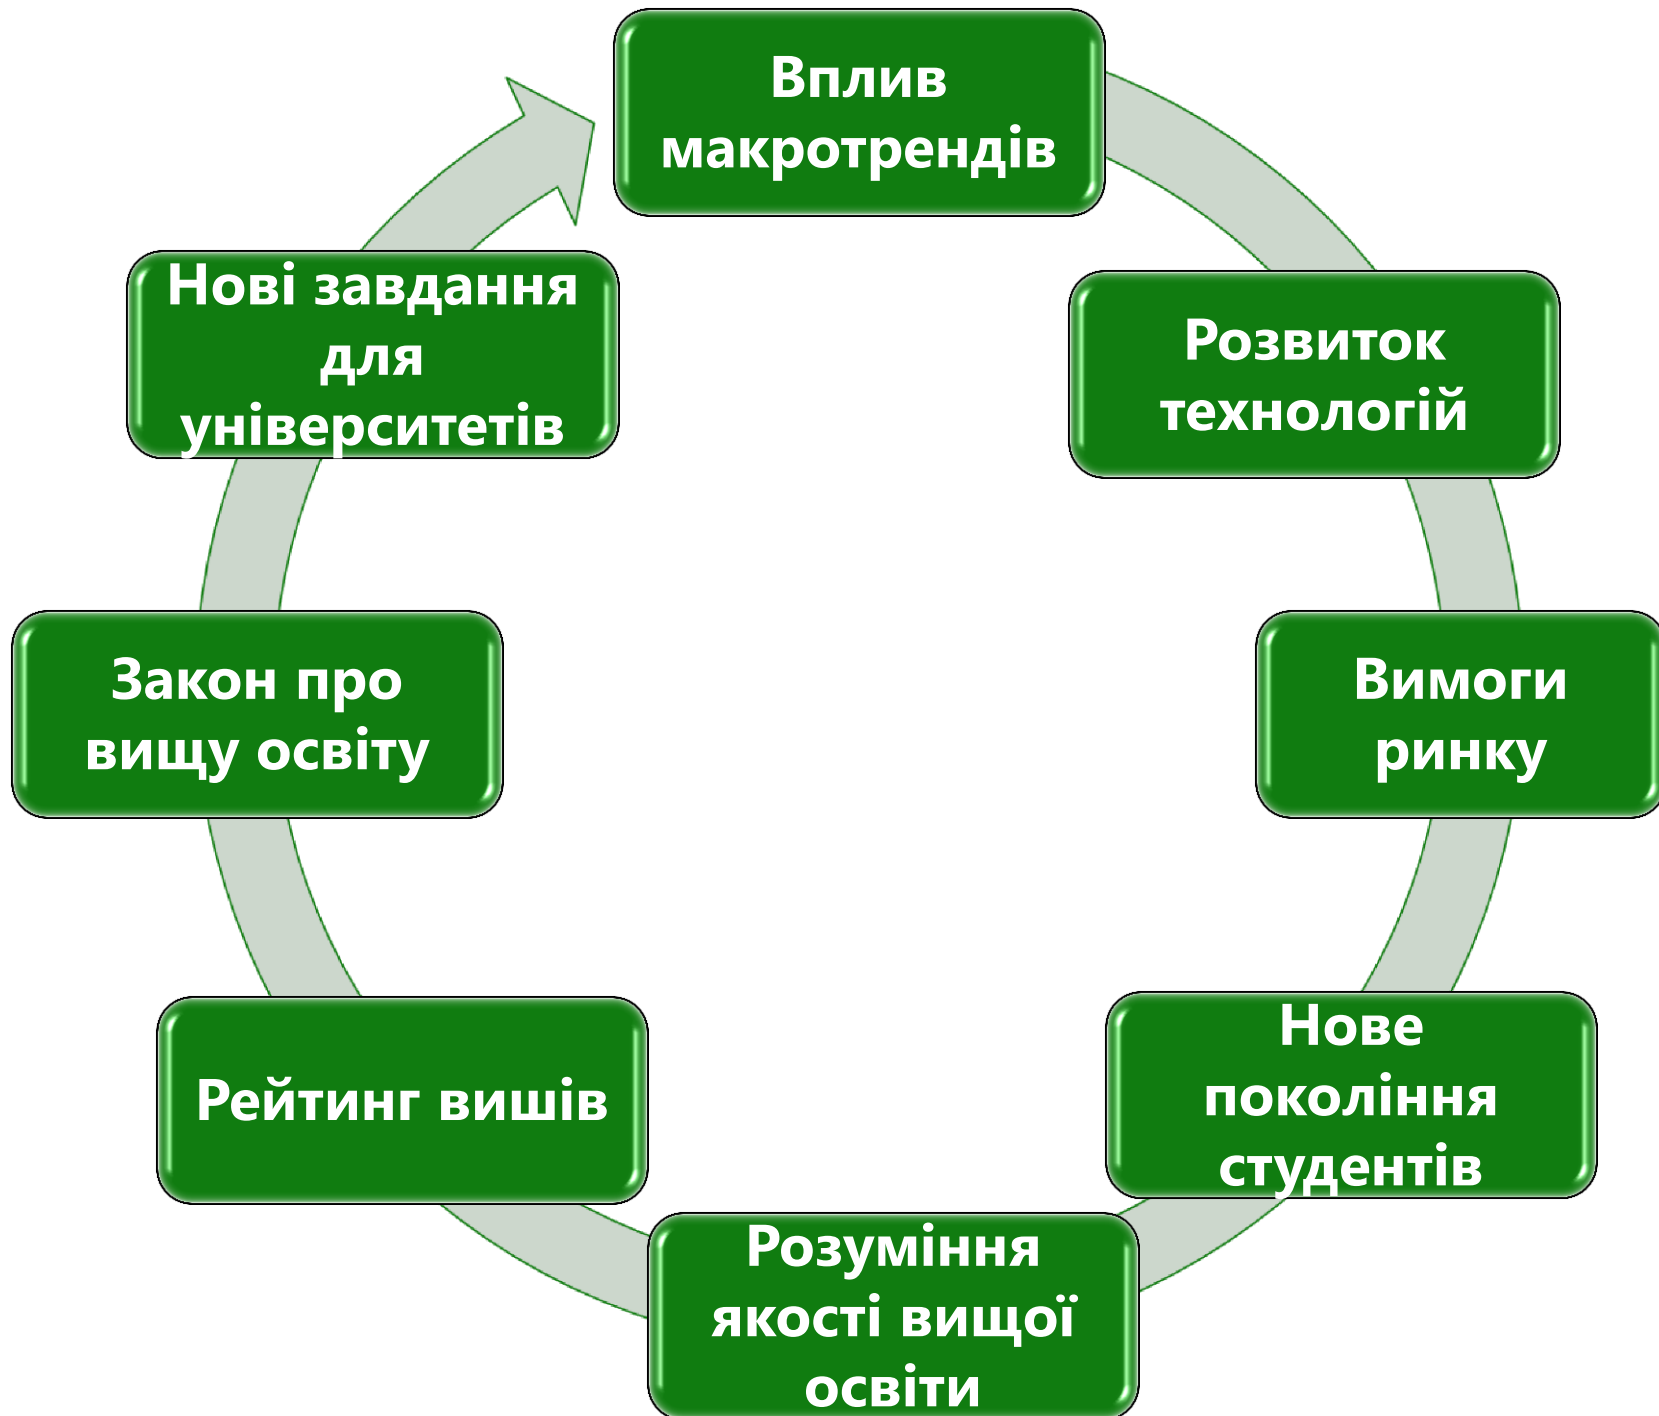 Вплив
макротрендів
Розвиток
технологій
Вимоги
ринку
Нове
покоління
студентів
Розуміння
якості вищої
освіти
Рейтинг вишів
Закон про
вищу освіту
Нові завдання
для
університетів